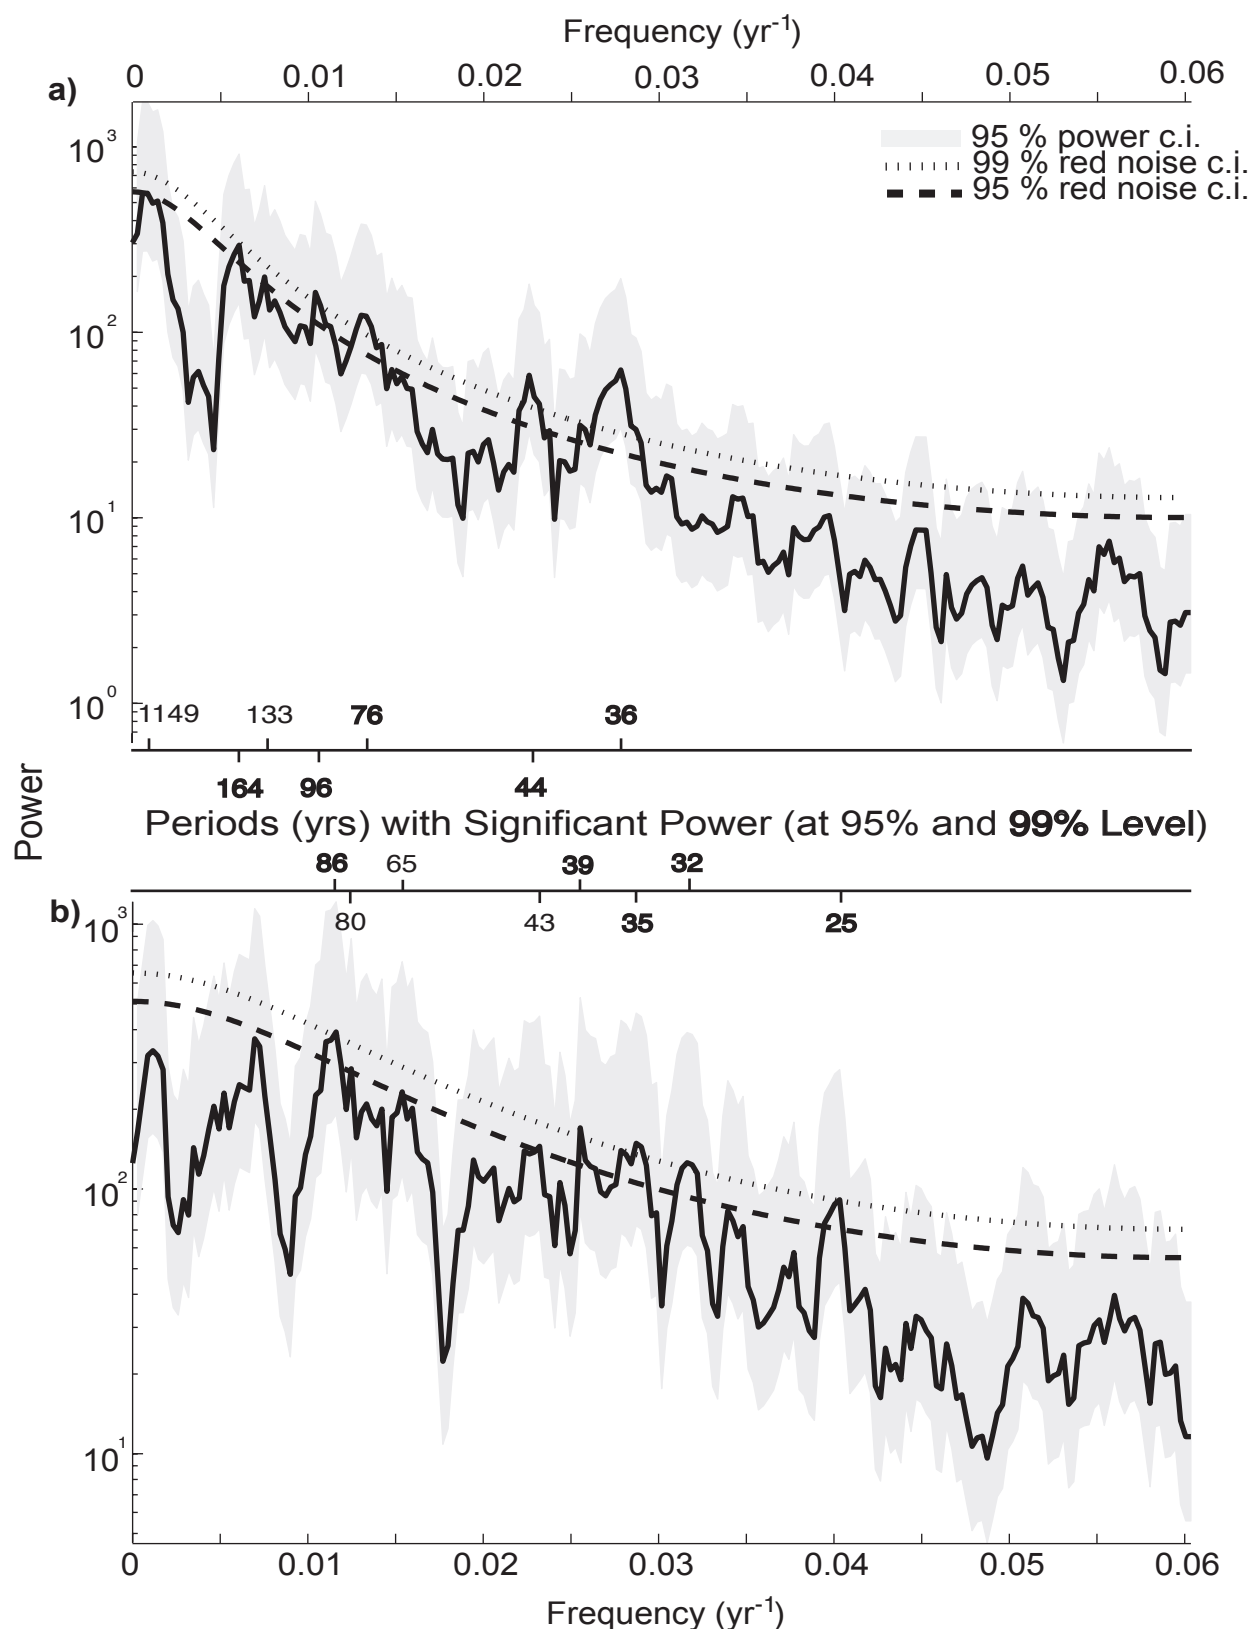 Frequency (yr⁻¹)
0 0.01 0.02 0.03 0.04 0.05 0.06
a)
95 % power c.i.
99 % red noise c.i.
95 % red noise c.i.
10³
10²
10¹
10⁰
1149 133 76 36
164 96 44
Power
Periods (yrs) with Significant Power (at 95% and 99% Level)
86 65 39 32
80 43 35 25
b)
10³
10²
10¹
0 0.01 0.02 0.03 0.04 0.05 0.06
Frequency (yr⁻¹)